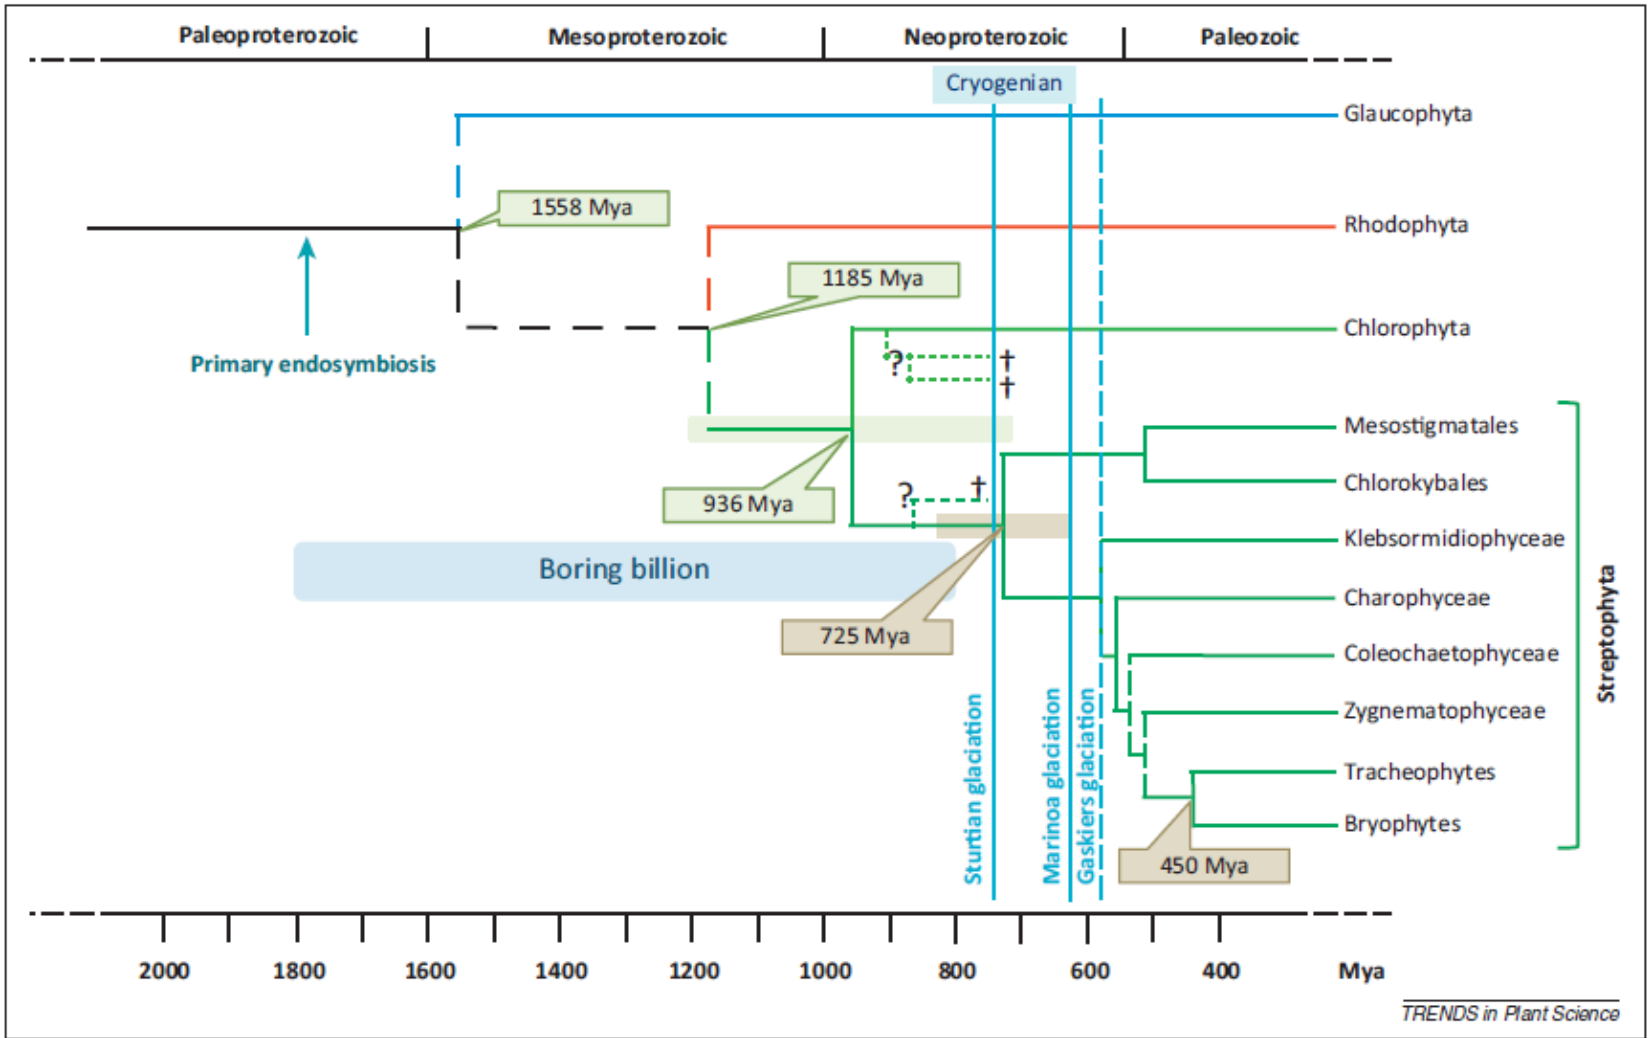 Paleoproterozoic Mesoproterozoic Neoproterozoic Paleozoic
Cryogenian
Glaucophyta
1558 Mya
Rhodophyta
1185 Mya
Chlorophyta
Primary endosymbiosis
? †
†
Mesostigmatales
Chlorokybales
936 Mya
? †
Klebsormidiophyceae
Boring billion
Charophyceae
725 Mya
Coleochaetophyceae
Streptophyta
Zygnematophyceae
Tracheophytes
Bryophytes
Sturtian glaciation
Marinoa glaciation
Gaskiers glaciation
450 Mya
2000 1800 1600 1400 1200 1000 800 600 400 Mya
TRENDS in Plant Science